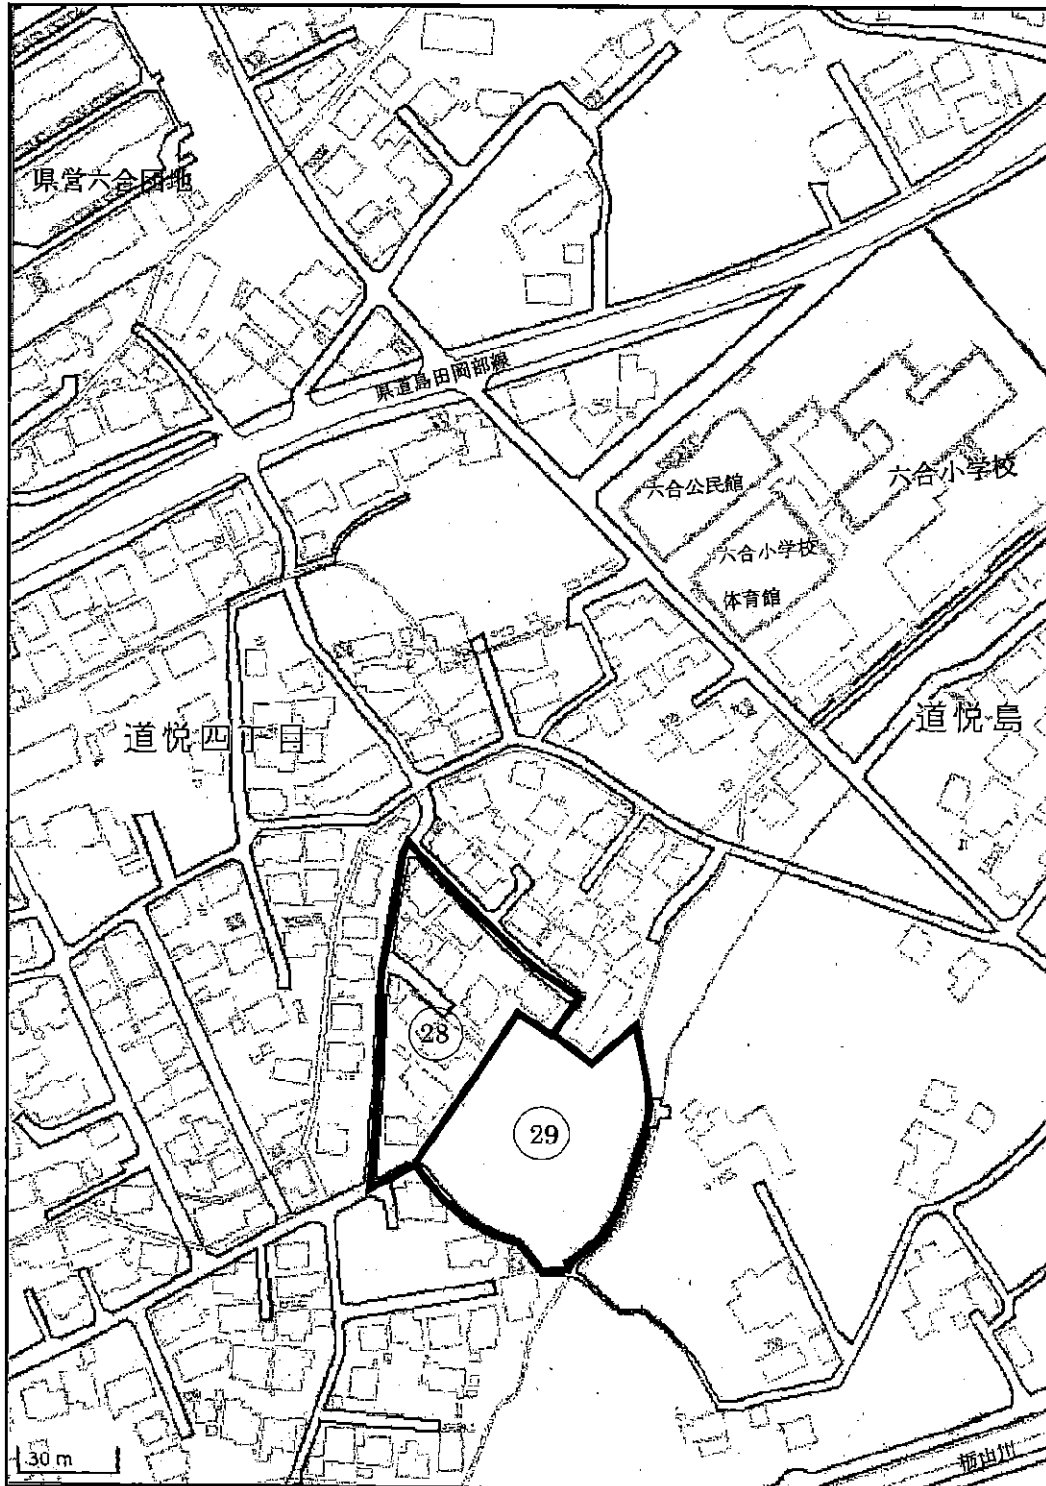 県営六合団地
県道島田岡部線
六合公民館
六合小学校
六合小学校
体育館
道悦四丁目
道悦島
28
29
30 m
栃山川